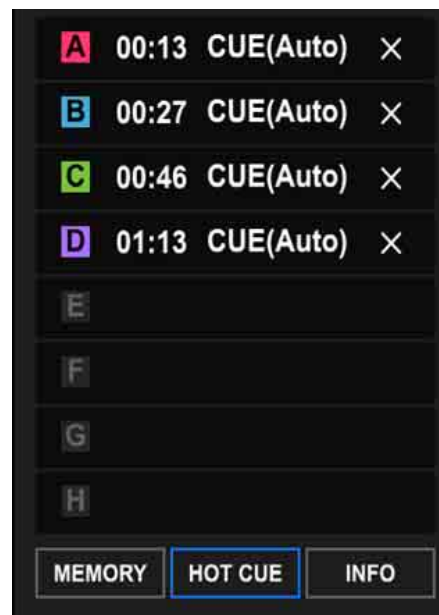 A 00:13 CUE(Auto) ×
B 00:27 CUE(Auto) ×
C 00:46 CUE(Auto) ×
D 01:13 CUE(Auto) ×
E
F
G
H
MEMORY HOT CUE INFO